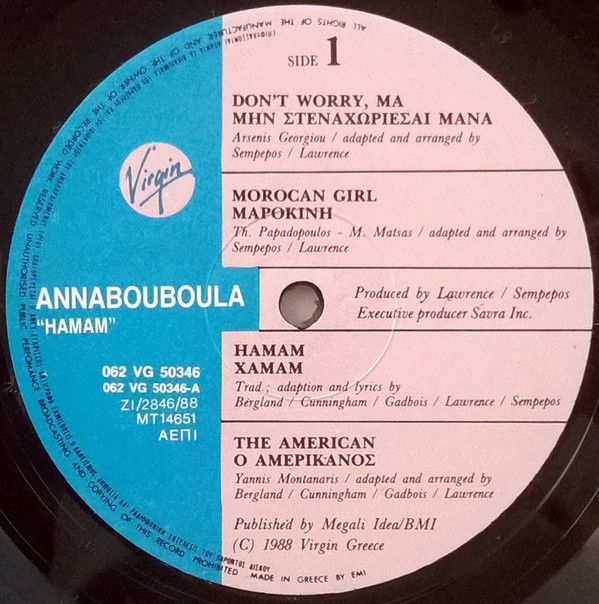 SIDE 1
DON'T WORRY, MA
ΜΗΝ ΣΤΕΝΑΧΩΡΙΕΣΑΙ ΜΑΝΑ
Arsenis Georgiou / adapted and arranged by
Sempepos / Lawrence
MOROCAN GIRL
ΜΑΡΟΚΙΝΗ
Th. Papadopoulos - M. Matsas / adapted and arranged by
Sempepos / Lawrence
Virgin
ANNABOUBOULA
"HAMAM"
Produced by Lawrence / Sempepos
Executive producer Savra Inc.
062 VG 50346
062 VG 50346-A
ZI/2846/88
MT14651
ΑΕΠΙ
HAMAM
ΧΑΜΑΜ
Trad.; adaption and lyrics by
Bergland / Cunningham / Gadbois / Lawrence / Sempepos
THE AMERICAN
Ο ΑΜΕΡΙΚΑΝΟΣ
Yannis Montanaris / adapted and arranged by
Bergland / Cunningham / Gadbois / Lawrence
Published by Megali Idea/BMI
(C) 1988 Virgin Greece
ALL RIGHTS OF THE MANUFACTURER AND OF THE OWNER OF THE RECORDED WORK RESERVED UNAUTHORISED PUBLIC PERFOMANCE BROADCASTING AND COPYING OF THIS RECORD PROHIBITED
MADE IN GREECE BY EMI